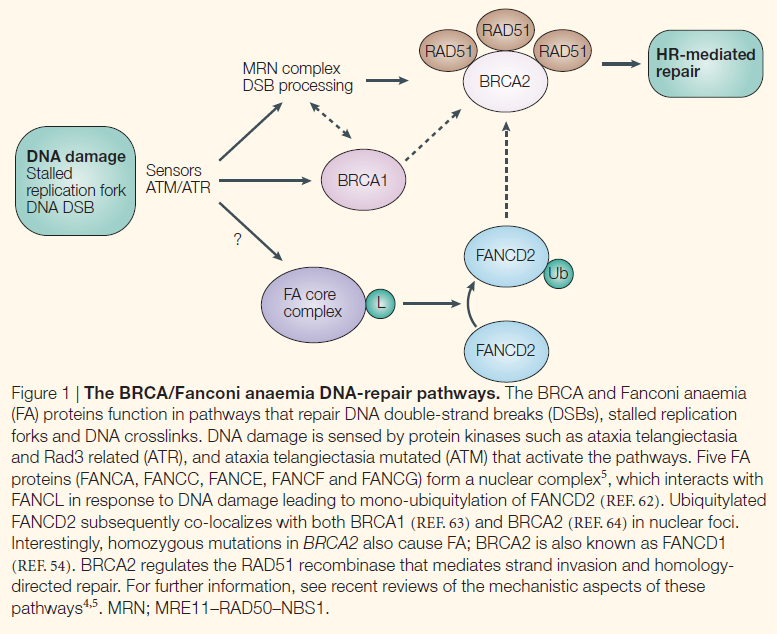 RAD51
RAD51
RAD51
BRCA2
HR-mediated
repair
MRN complex
DSB processing
DNA damage
Stalled
replication fork
DNA DSB
Sensors
ATM/ATR
BRCA1
?
FANCD2
Ub
FA core
complex
L
FANCD2
Figure 1 | The BRCA/Fanconi anaemia DNA-repair pathways. The BRCA and Fanconi anaemia
(FA) proteins function in pathways that repair DNA double-strand breaks (DSBs), stalled replication
forks and DNA crosslinks. DNA damage is sensed by protein kinases such as ataxia telangiectasia
and Rad3 related (ATR), and ataxia telangiectasia mutated (ATM) that activate the pathways. Five FA
proteins (FANCA, FANCC, FANCE, FANCF and FANCG) form a nuclear complex5, which interacts with
FANCL in response to DNA damage leading to mono-ubiquitylation of FANCD2 (REF. 62). Ubiquitylated
FANCD2 subsequently co-localizes with both BRCA1 (REF. 63) and BRCA2 (REF. 64) in nuclear foci.
Interestingly, homozygous mutations in BRCA2 also cause FA; BRCA2 is also known as FANCD1
(REF. 54). BRCA2 regulates the RAD51 recombinase that mediates strand invasion and homology-
directed repair. For further information, see recent reviews of the mechanistic aspects of these
pathways4,5. MRN; MRE11–RAD50–NBS1.